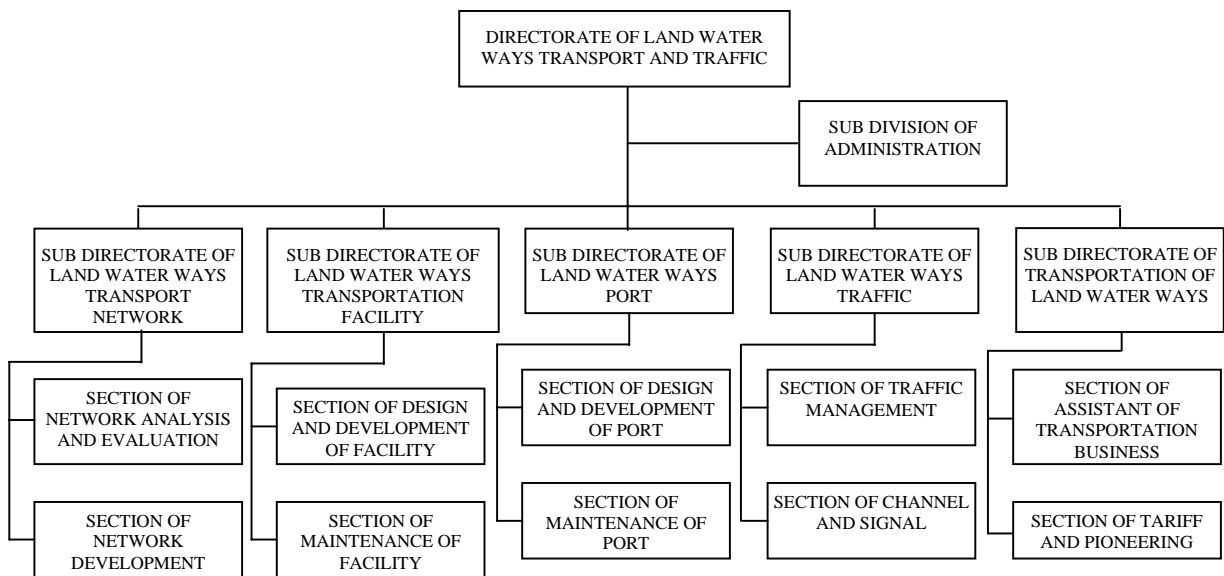 DIRECTORATE OF LAND WATER
WAYS TRANSPORT AND TRAFFIC
SUB DIVISION OF
ADMINISTRATION
SUB DIRECTORATE OF
LAND WATER WAYS
TRANSPORT
NETWORK
SUB DIRECTORATE OF
LAND WATER WAYS
TRANSPORTATION
FACILITY
SUB DIRECTORATE OF
LAND WATER WAYS
PORT
SUB DIRECTORATE OF
LAND WATER WAYS
TRAFFIC
SUB DIRECTORATE OF
TRANSPORTATION OF
LAND WATER WAYS
SECTION OF
NETWORK ANALYSIS
AND EVALUATION
SECTION OF DESIGN
AND DEVELOPMENT
OF FACILITY
SECTION OF DESIGN
AND DEVELOPMENT
OF PORT
SECTION OF TRAFFIC
MANAGEMENT
SECTION OF
ASSISTANT OF
TRANSPORTATION
BUSINESS
SECTION OF
NETWORK
DEVELOPMENT
SECTION OF
MAINTENANCE OF
FACILITY
SECTION OF
MAINTENANCE OF
PORT
SECTION OF CHANNEL
AND SIGNAL
SECTION OF TARIFF
AND PIONEERING